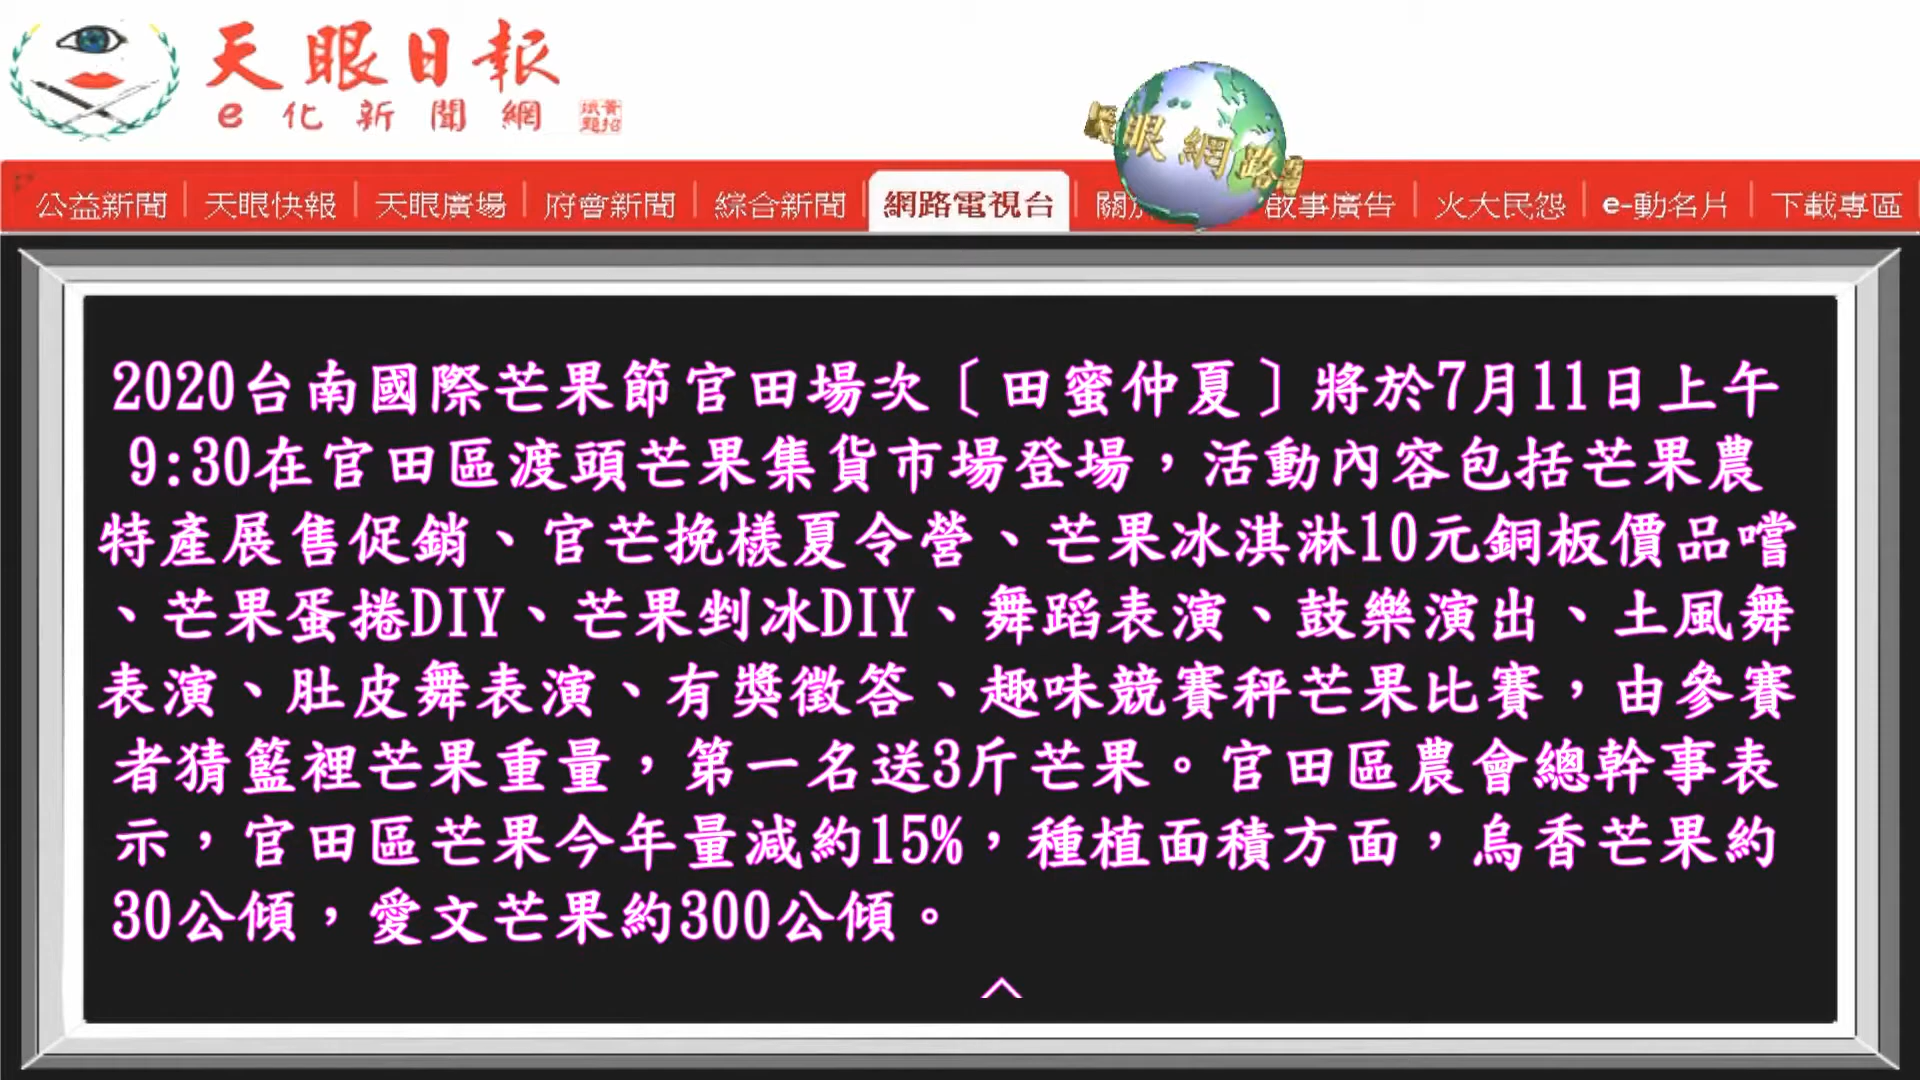 天眼日報
e化新聞網
天眼網路
公益新聞
天眼快報
天眼廣場
府會新聞
綜合新聞
網路電視台
啟事廣告
火大民怨
e-動名片
下載專區
2020台南國際芒果節官田場次〔田蜜仲夏〕將於7月11日上午
9:30在官田區渡頭芒果集貨市場登場，活動內容包括芒果農
特產展售促銷、官芒挽檨夏令營、芒果冰淇淋10元銅板價品嚐
、芒果蛋捲DIY、芒果剉冰DIY、舞蹈表演、鼓樂演出、土風舞
表演、肚皮舞表演、有獎徵答、趣味競賽秤芒果比賽，由參賽
者猜籃裡芒果重量，第一名送3斤芒果。官田區農會總幹事表
示，官田區芒果今年量減約15%，種植面積方面，烏香芒果約
30公傾，愛文芒果約300公傾。